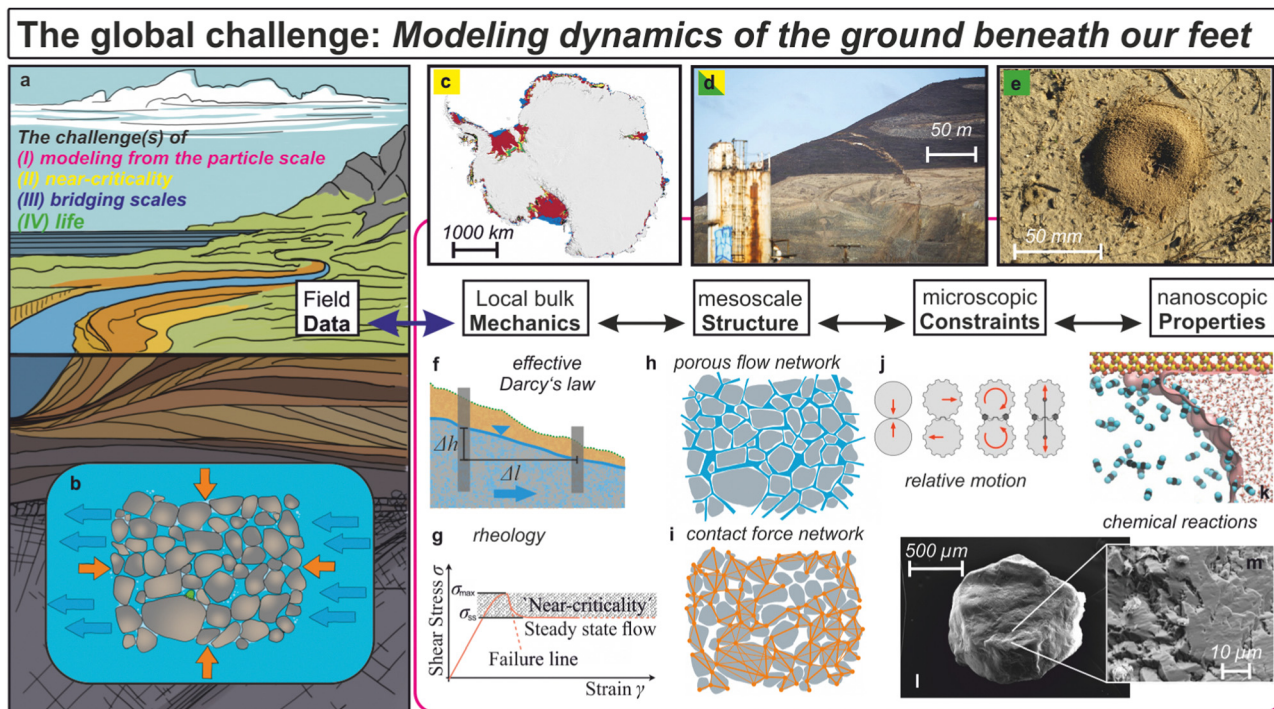 The global challenge: Modeling dynamics of the ground beneath our feet
a
The challenge(s) of
(I) modeling from the particle scale
(II) near-criticality
(III) bridging scales
(IV) life
b
c
1000 km
d
50 m
e
50 mm
Field
Data
Local bulk
Mechanics
mesoscale
Structure
microscopic
Constraints
nanoscopic
Properties
f
effective
Darcy‘s law
Δh
Δl
g
rheology
Shear Stress σ
σmax
σss
'Near-criticality'
Steady state flow
Failure line
Strain γ
h
porous flow network
i
contact force network
j
relative motion
k
chemical reactions
500 µm
l
m
10 µm